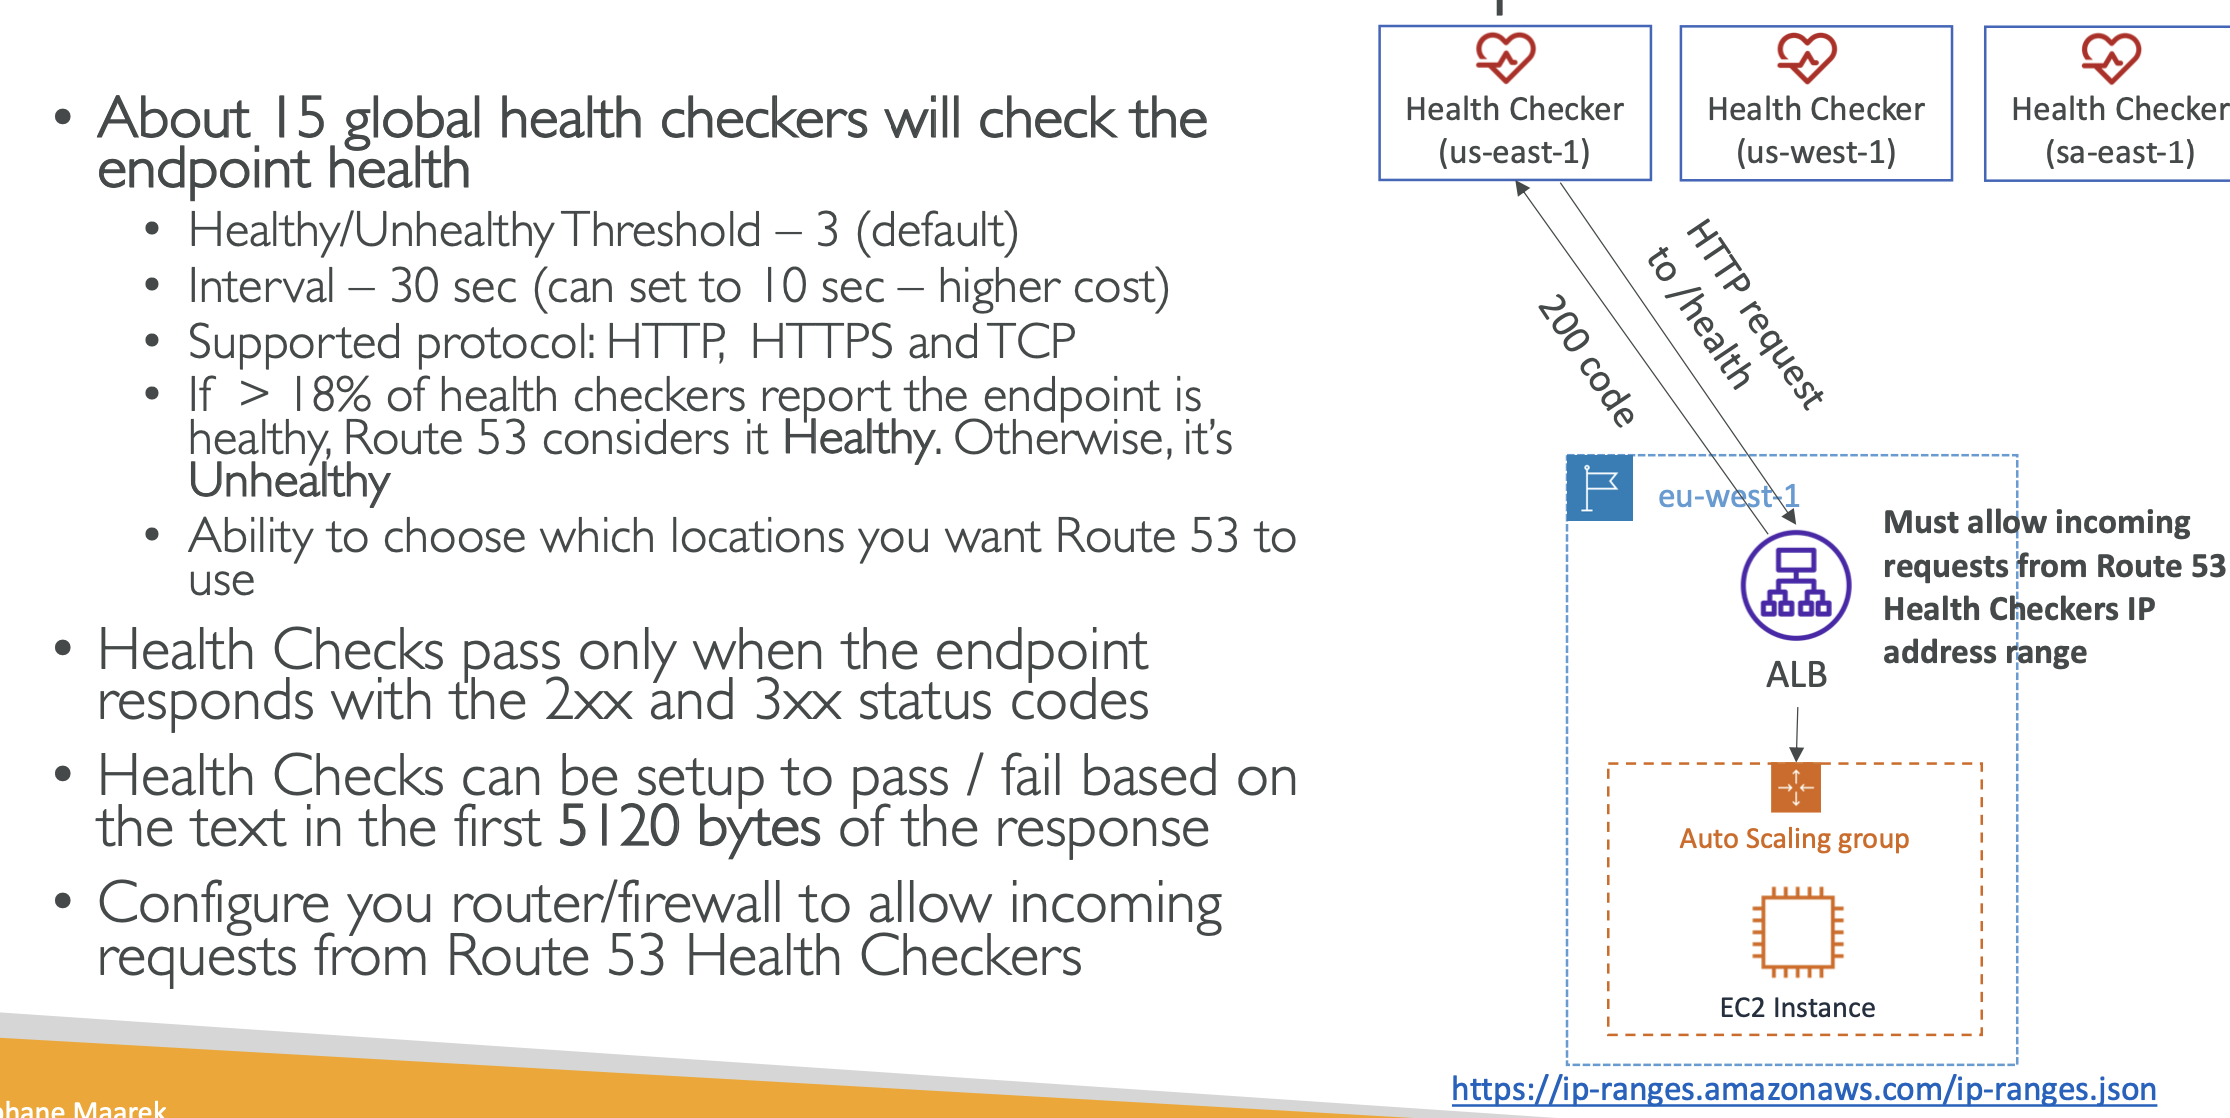 • About 15 global health checkers will check the
endpoint health
• Healthy/Unhealthy Threshold – 3 (default)
• Interval – 30 sec (can set to 10 sec – higher cost)
• Supported protocol: HTTP, HTTPS and TCP
• If > 18% of health checkers report the endpoint is
healthy, Route 53 considers it Healthy. Otherwise, it's
Unhealthy
• Ability to choose which locations you want Route 53 to
use
• Health Checks pass only when the endpoint
responds with the 2xx and 3xx status codes
• Health Checks can be setup to pass / fail based on
the text in the first 5120 bytes of the response
• Configure you router/firewall to allow incoming
requests from Route 53 Health Checkers
Health Checker
(us-east-1)
Health Checker
(us-west-1)
Health Checker
(sa-east-1)
HTTP request
to /health
200 code
eu-west-1
Must allow incoming
requests from Route 53
Health Checkers IP
address range
ALB
Auto Scaling group
EC2 Instance
https://ip-ranges.amazonaws.com/ip-ranges.json
phane Maarek